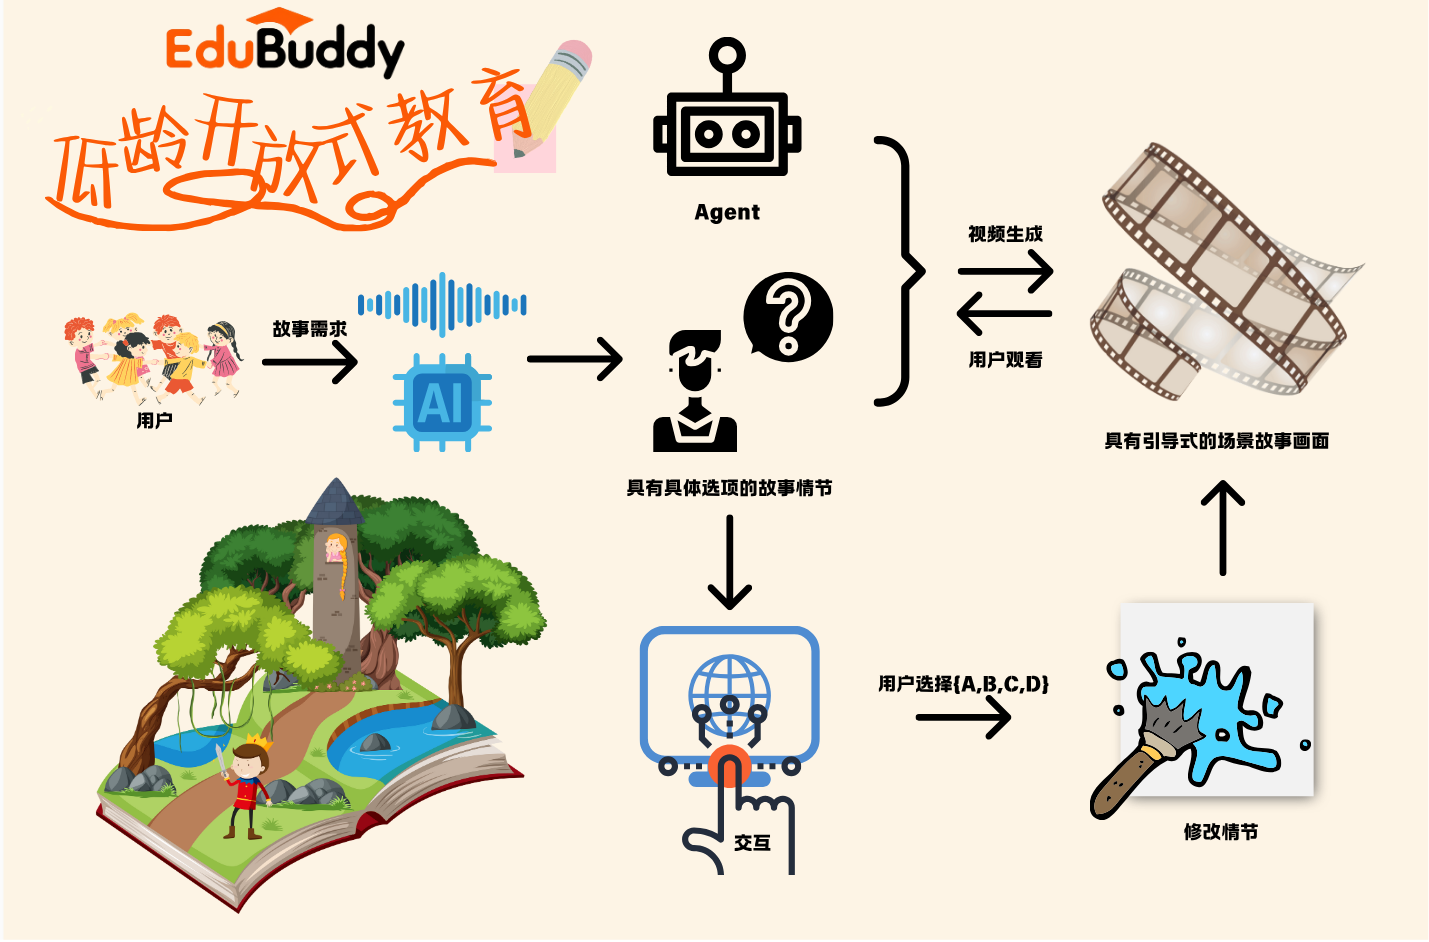 EduBuddy
低龄开放式教育
Agent
故事需求
AI
用户
具有具体选项的故事情节
视频生成
用户观看
具有引导式的场景故事画面
交互
用户选择{A,B,C,D}
修改情节